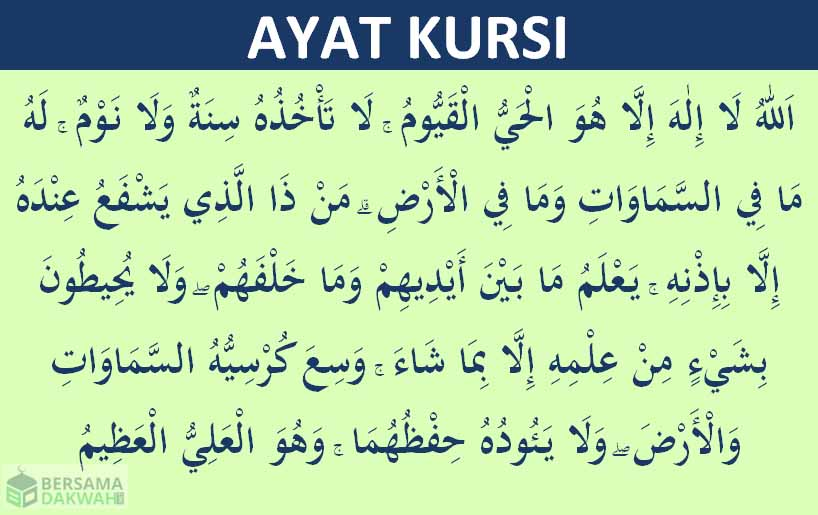 AYAT KURSI
اَللهُ لَا إِلٰهَ إِلَّا هُوَ الْحَيُّ الْقَيُّومُ ۚ لَا تَأْخُذُهُ سِنَةٌ وَلَا نَوْمٌ ۚ لَهُ
مَا فِي السَّمَاوَاتِ وَمَا فِي الْأَرْضِ ۗ مَنْ ذَا الَّذِي يَشْفَعُ عِنْدَهُ
إِلَّا بِإِذْنِهِ ۚ يَعْلَمُ مَا بَيْنَ أَيْدِيهِمْ وَمَا خَلْفَهُمْ ۖ وَلَا يُحِيطُونَ
بِشَيْءٍ مِنْ عِلْمِهِ إِلَّا بِمَا شَاءَ ۚ وَسِعَ كُرْسِيُّهُ السَّمَاوَاتِ
وَالْأَرْضَ ۖ وَلَا يَـُٔودُهُ حِفْظُهُمَا ۚ وَهُوَ الْعَلِيُّ الْعَظِيمُ
BERSAMA
DAKWAH